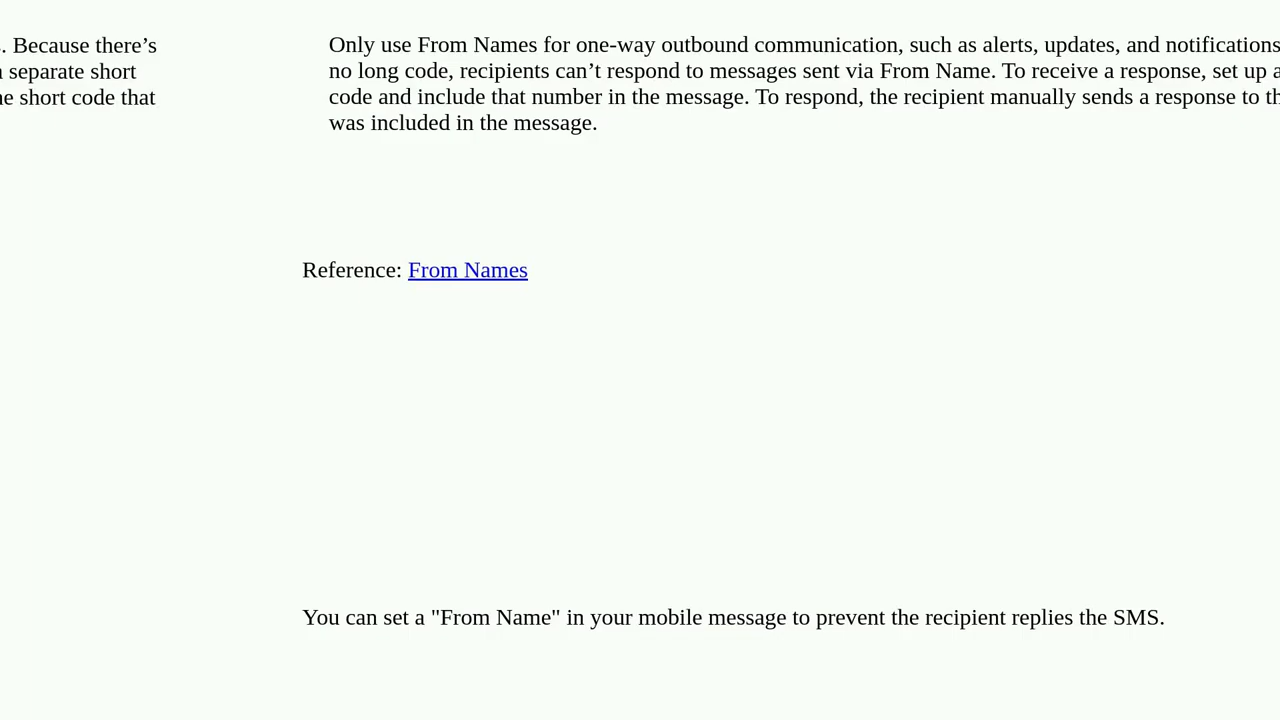 . Because there’s
separate short
short code that
Only use From Names for one-way outbound communication, such as alerts, updates, and notifications
no long code, recipients can’t respond to messages sent via From Name. To receive a response, set up
code and include that number in the message. To respond, the recipient manually sends a response to
was included in the message.
Reference: From Names
You can set a "From Name" in your mobile message to prevent the recipient replies the SMS.